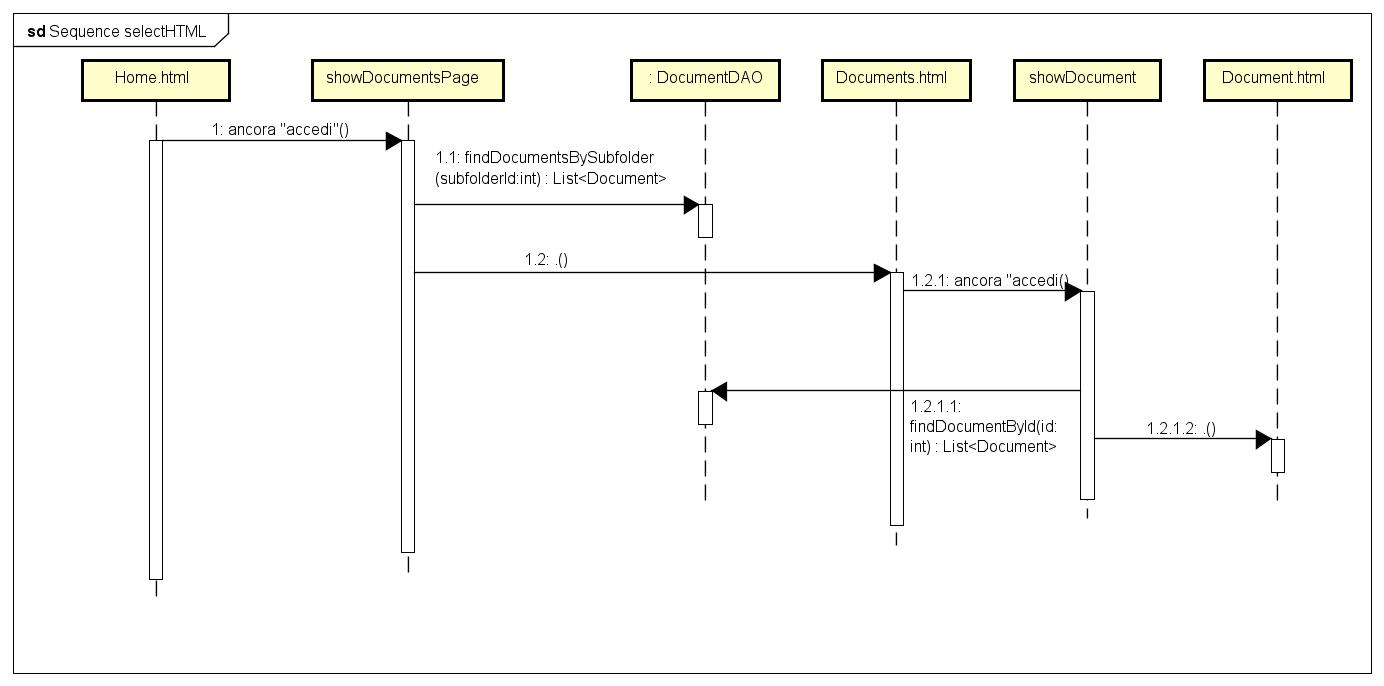 sd Sequence selectHTML
Home.html
showDocumentsPage
: DocumentDAO
Documents.html
showDocument
Document.html
1: ancora "accedi"()
1.1: findDocumentsBySubfolder
(subfolderId:int) : List<Document>
1.2: .()
1.2.1: ancora "accedi()
1.2.1.1:
findDocumentById(id:
int) : List<Document>
1.2.1.2: .()